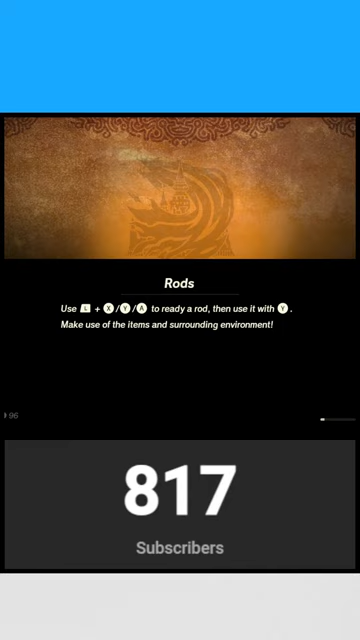 Rods
Use L + X/Y/A to ready a rod, then use it with Y.
Make use of the items and surrounding environment!
96
817
Subscribers